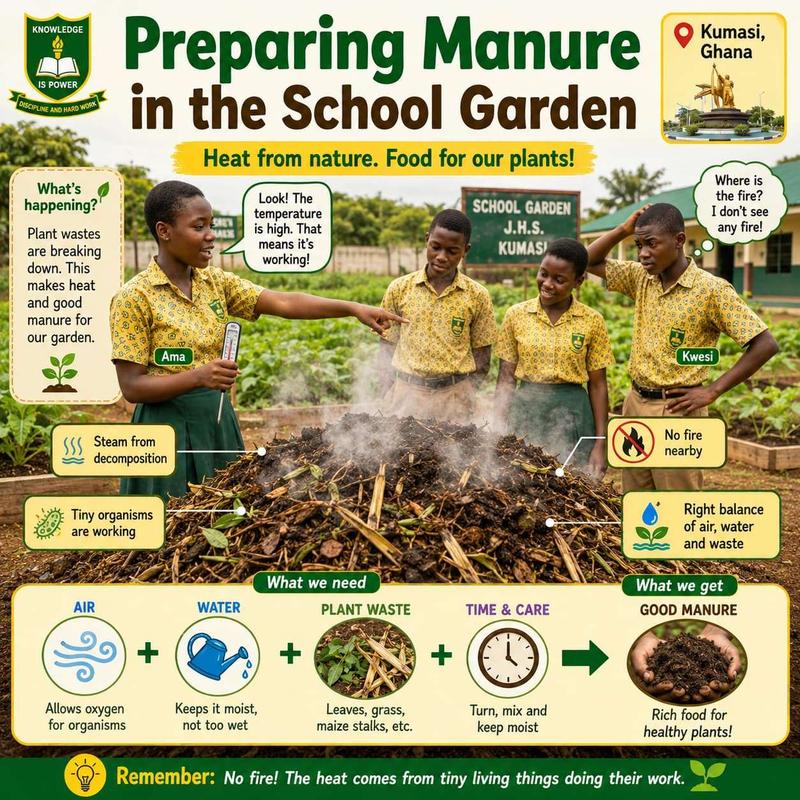 KNOWLEDGE
IS POWER
DISCIPLINE AND HARD WORK
Preparing Manure
in the School Garden
Heat from nature. Food for our plants!
Kumasi,
Ghana
What's
happening?
Plant wastes
are breaking
down. This
makes heat
and good
manure for
our garden.
Look! The
temperature
is high. That
means it's
working!
SCHOOL GARDEN
J.H.S.
KUMASI
Where is
the fire?
I don't see
any fire!
Ama
Kwesi
Steam from
decomposition
No fire
nearby
Tiny organisms
are working
Right balance
of air, water
and waste
What we need
What we get
AIR
Allows oxygen
for organisms
+
WATER
Keeps it moist,
not too wet
+
PLANT WASTE
Leaves, grass,
maize stalks, etc.
+
TIME & CARE
Turn, mix and
keep moist
GOOD MANURE
Rich food for
healthy plants!
Remember: No fire! The heat comes from tiny living things doing their work.